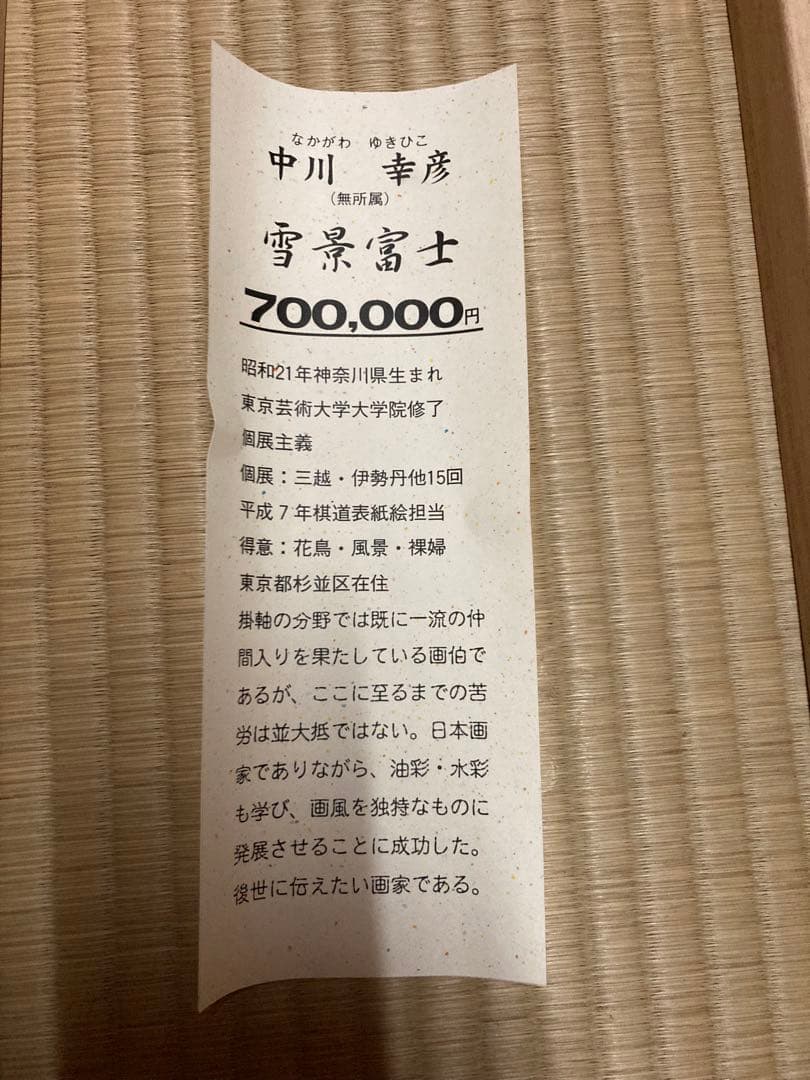 なかがわ ゆきひこ
中川 幸彦
(無所属)
雪景富士
700,000円
昭和21年神奈川県生まれ
東京芸術大学大学院修了
個展主義
個展：三越・伊勢丹他15回
平成７年棋道表紙絵担当
得意：花鳥・風景・裸婦
東京都杉並区在住
掛軸の分野では既に一流の仲
間入りを果たしている画伯で
あるが、ここに至るまでの苦
労は並大抵ではない。日本画
家でありながら、油彩・水彩
も学び、画風を独特なものに
発展させることに成功した。
後世に伝えたい画家である。